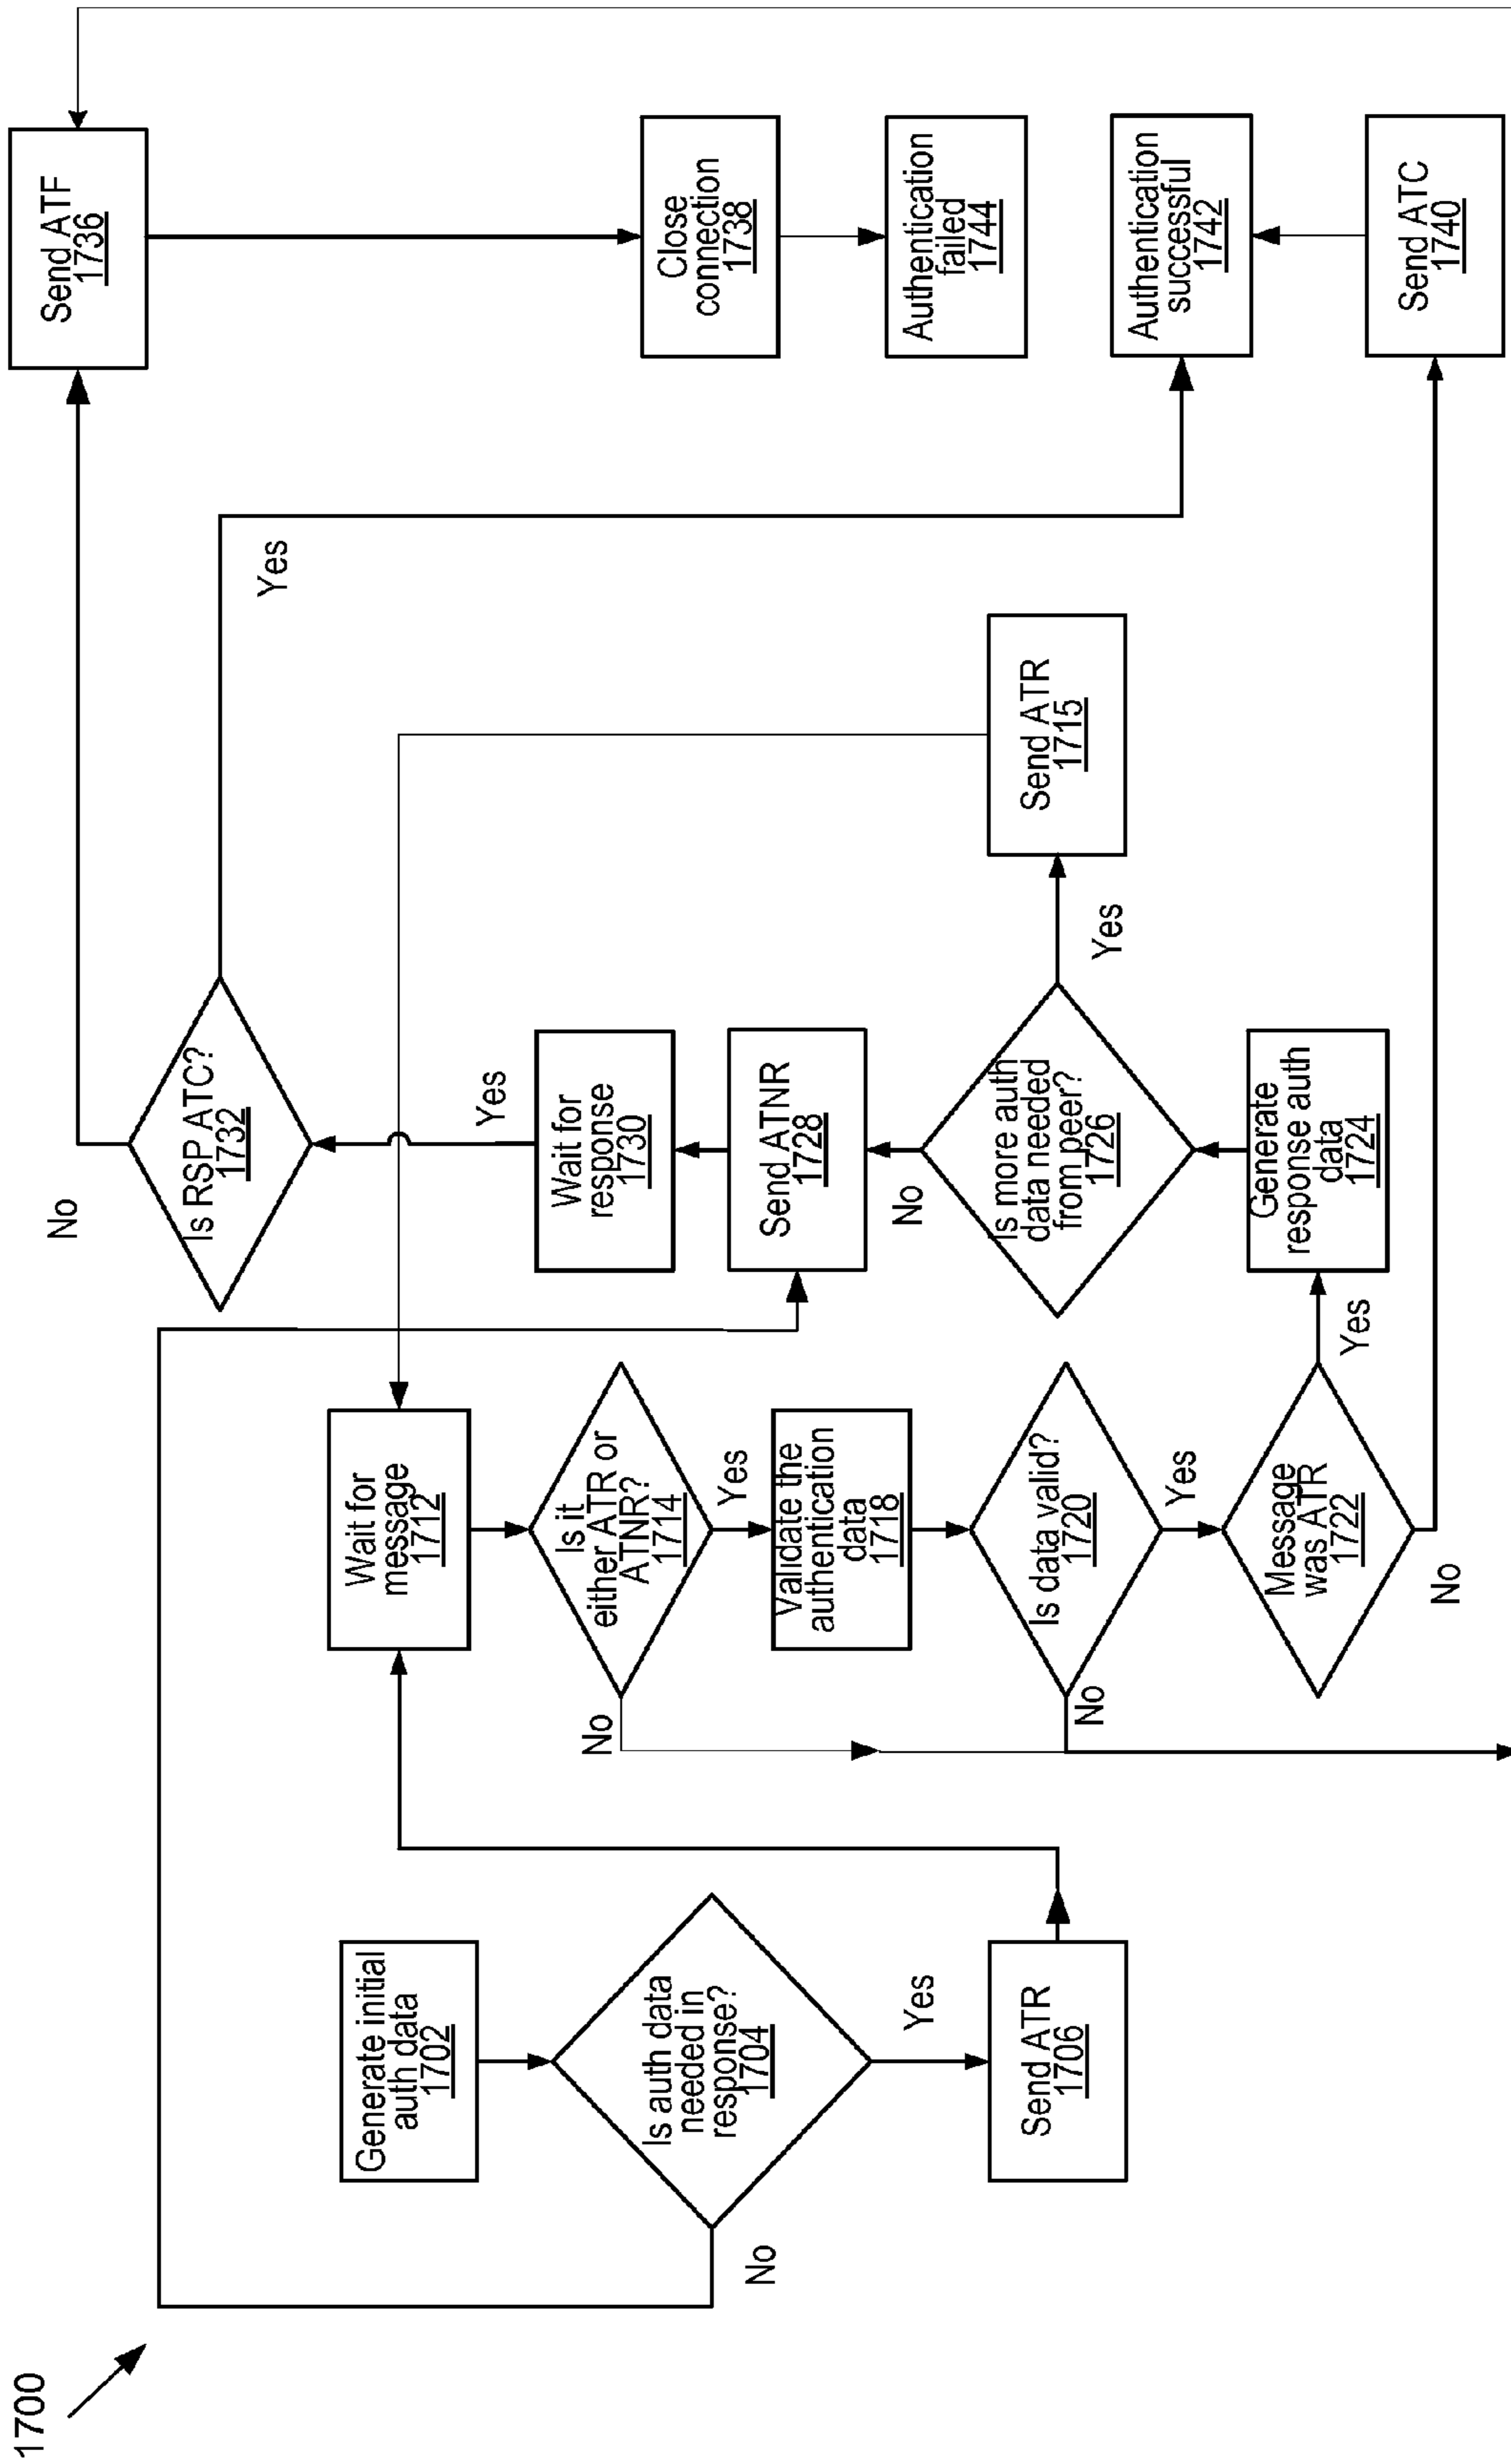 1700
Generate initial
auth data
1702
Is auth data
needed in
response?
1704
No
Yes
Send ATR
1706
Wait for
message
1712
Is it
either ATR or
ATNR?
1714
No
Yes
Validate the
authentication
data
1718
Is data valid?
1720
No
Yes
Message
was ATR
1722
No
Yes
Generate
response auth
data
1724
Is more auth
data needed
from peer?
1726
No
Yes
Send ATNR
1728
Wait for
response
1730
Yes
Is RSP ATC?
1732
No
Yes
Send ATR
1715
Send ATF
1736
Close
connection
1738
Authentication
failed
1744
Authentication
successful
1742
Send ATC
1740